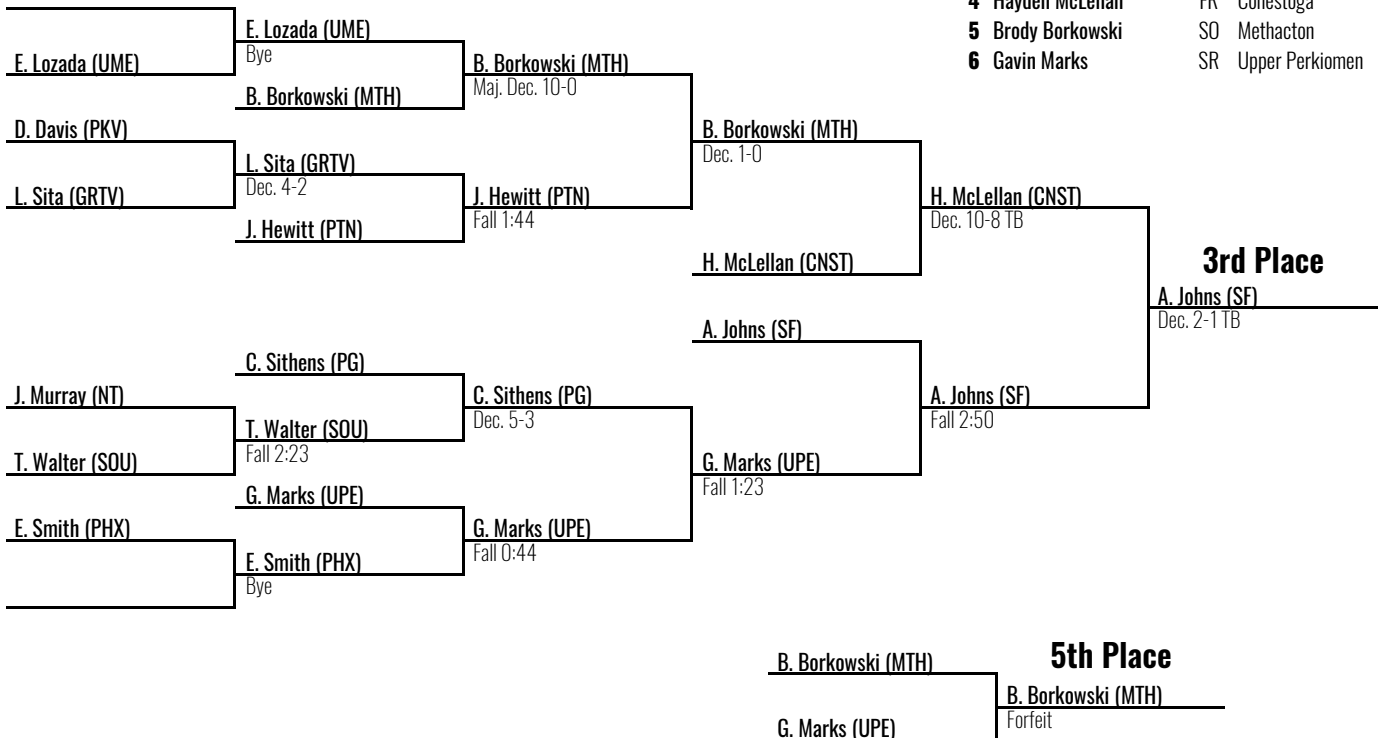 4 Hayden McLellan FR Conestoga
5 Brody Borkowski SO Methacton
6 Gavin Marks SR Upper Perkiomen
E. Lozada (UME)
D. Davis (PKV)
L. Sita (GRTV)
J. Murray (NT)
T. Walter (SOU)
E. Smith (PHX)
E. Lozada (UME)
Bye
B. Borkowski (MTH)
L. Sita (GRTV)
Dec. 4-2
J. Hewitt (PTN)
C. Sithens (PG)
T. Walter (SOU)
Fall 2:23
G. Marks (UPE)
E. Smith (PHX)
Bye
B. Borkowski (MTH)
Maj. Dec. 10-0
J. Hewitt (PTN)
Fall 1:44
C. Sithens (PG)
Dec. 5-3
G. Marks (UPE)
Fall 0:44
B. Borkowski (MTH)
Dec. 1-0
H. McLellan (CNST)
A. Johns (SF)
G. Marks (UPE)
Fall 1:23
H. McLellan (CNST)
Dec. 10-8 TB
A. Johns (SF)
Fall 2:50
3rd Place
A. Johns (SF)
Dec. 2-1 TB
5th Place
B. Borkowski (MTH)
G. Marks (UPE)
B. Borkowski (MTH)
Forfeit